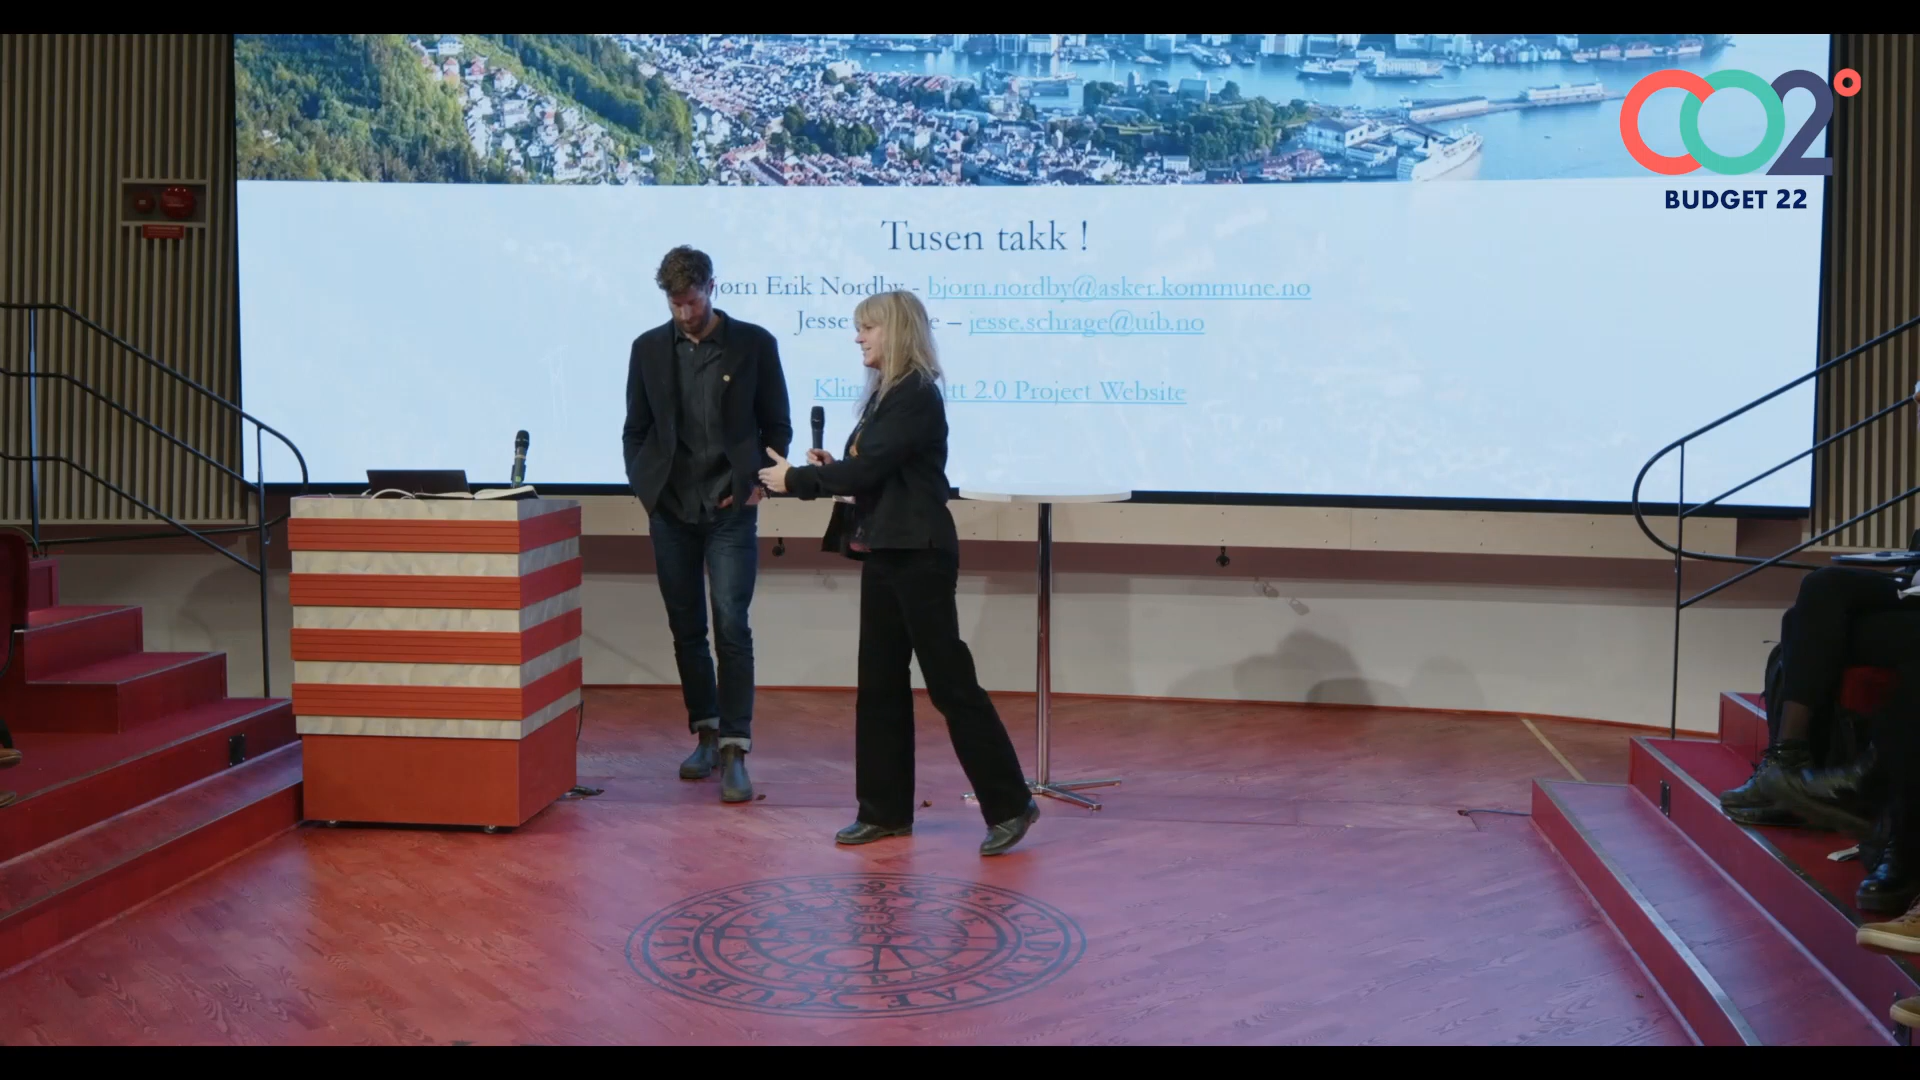 CO2°
BUDGET 22
Tusen takk !
jørn Erik Nordby - bjorn.nordby@asker.kommune.no
Jesse e – jesse.schrage@uib.no
Klim tt 2.0 Project Website